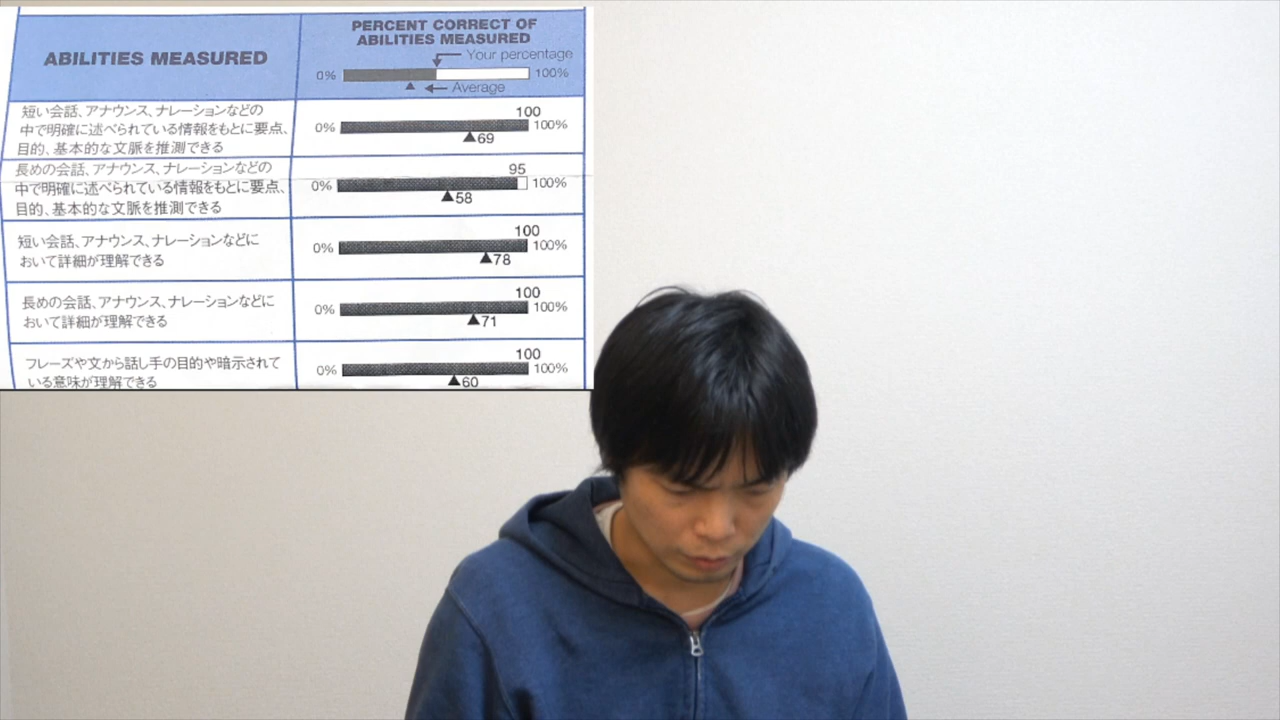 ABILITIES MEASURED
PERCENT CORRECT OF
ABILITIES MEASURED
Your percentage
0% 100%
Average
短い会話、アナウンス、ナレーションなどの
中で明確に述べられている情報をもとに要点、
目的、基本的な文脈を推測できる
100
0% 100%
▲69
長めの会話、アナウンス、ナレーションなどの
中で明確に述べられている情報をもとに要点、
目的、基本的な文脈を推測できる
95
0% 100%
▲58
短い会話、アナウンス、ナレーションなどに
おいて詳細が理解できる
100
0% 100%
▲78
長めの会話、アナウンス、ナレーションなどに
おいて詳細が理解できる
100
0% 100%
▲71
フレーズや文から話し手の目的や暗示されて
いる意味が理解できる
100
0% 100%
▲60